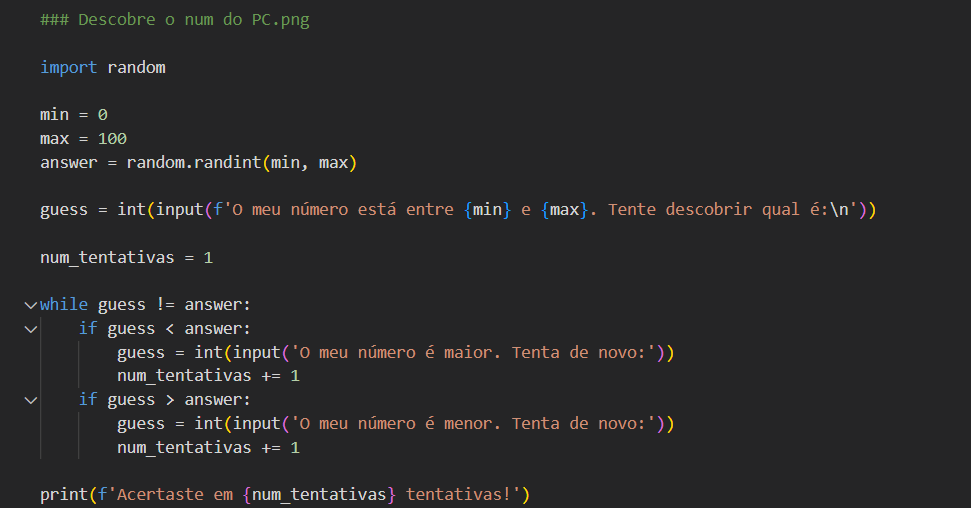 ### Descobre o num do PC.png
import random
min = 0
max = 100
answer = random.randint(min, max)
guess = int(input(f'O meu número está entre {min} e {max}. Tente descobrir qual é:\n'))
num_tentativas = 1
while guess != answer:
    if guess < answer:
        guess = int(input('O meu número é maior. Tenta de novo:'))
        num_tentativas += 1
    if guess > answer:
        guess = int(input('O meu número é menor. Tenta de novo:'))
        num_tentativas += 1
print(f'Acertaste em {num_tentativas} tentativas!')